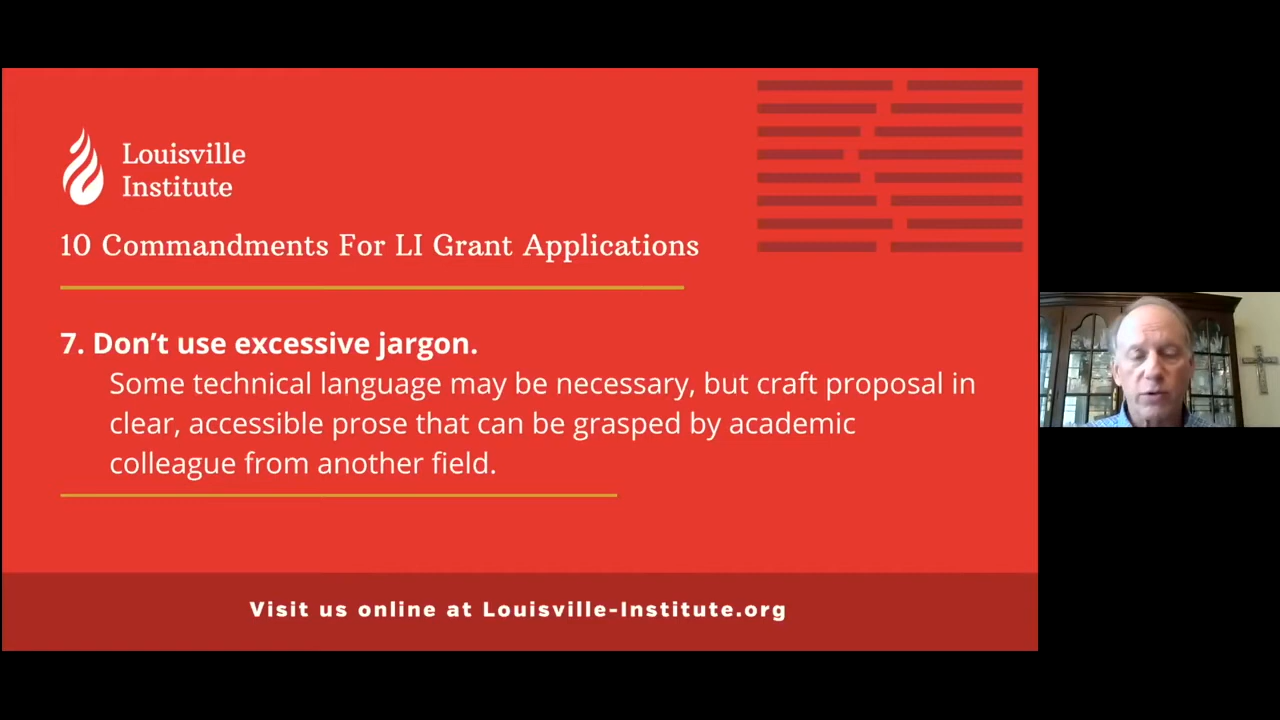 Louisville
Institute
10 Commandments For LI Grant Applications
7. Don’t use excessive jargon.
Some technical language may be necessary, but craft proposal in
clear, accessible prose that can be grasped by academic
colleague from another field.
Visit us online at Louisville-Institute.org